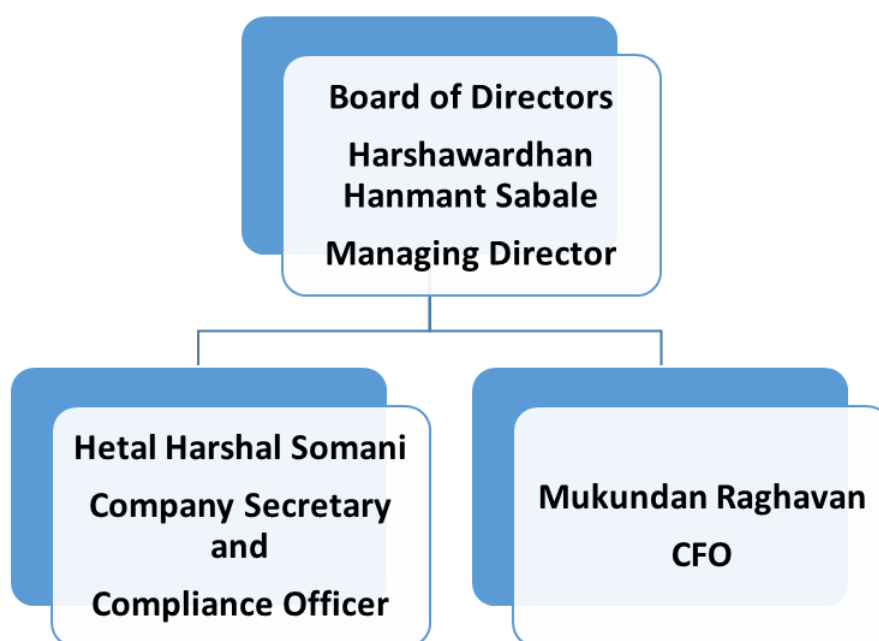 Board of Directors
Harshawardhan
Hanmant Sabale
Managing Director
Hetal Harshal Somani
Company Secretary
and
Compliance Officer
Mukundan Raghavan
CFO